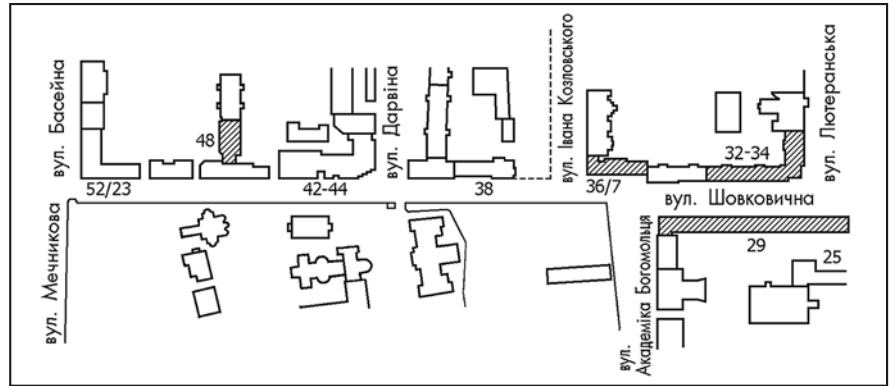 вул. Басейна
48
52/23
42-44
вул. Дарвіна
38
вул. Івана Козловського
36/7
32-34
вул. Лютеранська
вул. Шовковична
вул. Мечникова
вул.
Академіка Богомольця
29
25